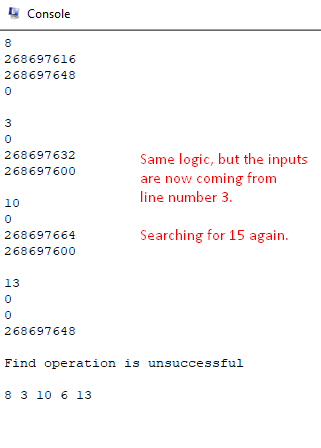 Console
8
268697616
268697648
0
3
0
268697632
268697600
Same logic, but the inputs
are now coming from
line number 3.
Searching for 15 again.
10
0
268697664
268697600
13
0
0
268697648
Find operation is unsuccessful
8 3 10 6 13